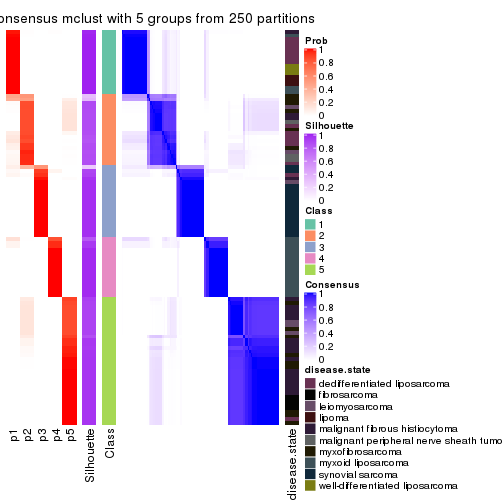 onsensus mclust with 5 groups from 250 partitions
Prob
1
0.8
0.6
0.4
0.2
0
Silhouette
1
0.8
0.6
0.4
0.2
0
Class
1
2
3
4
5
Consensus
1
0.8
0.6
0.4
0.2
0
disease.state
dedifferentiated liposarcoma
fibrosarcoma
leiomyosarcoma
lipoma
malignant fibrous histiocytoma
malignant peripheral nerve sheath tumo
myxofibrosarcoma
myxoid liposarcoma
synovial sarcoma
well-differentiated liposarcoma
p1
p2
p3
p4
p5
Silhouette
Class
disease.state